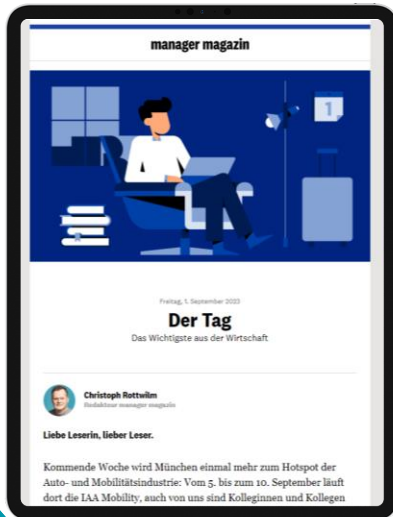 manager magazin
1
Freitag, 1. September 2023
Der Tag
Das Wichtigste aus der Wirtschaft
Christoph Rottwilm
Redakteur manager magazin
Liebe Leserin, lieber Leser.
Kommende Woche wird München einmal mehr zum Hotspot der
Auto- und Mobilitätsindustrie: Vom 5. bis zum 10. September läuft
dort die IAA Mobility, auch von uns sind Kolleginnen und Kollegen